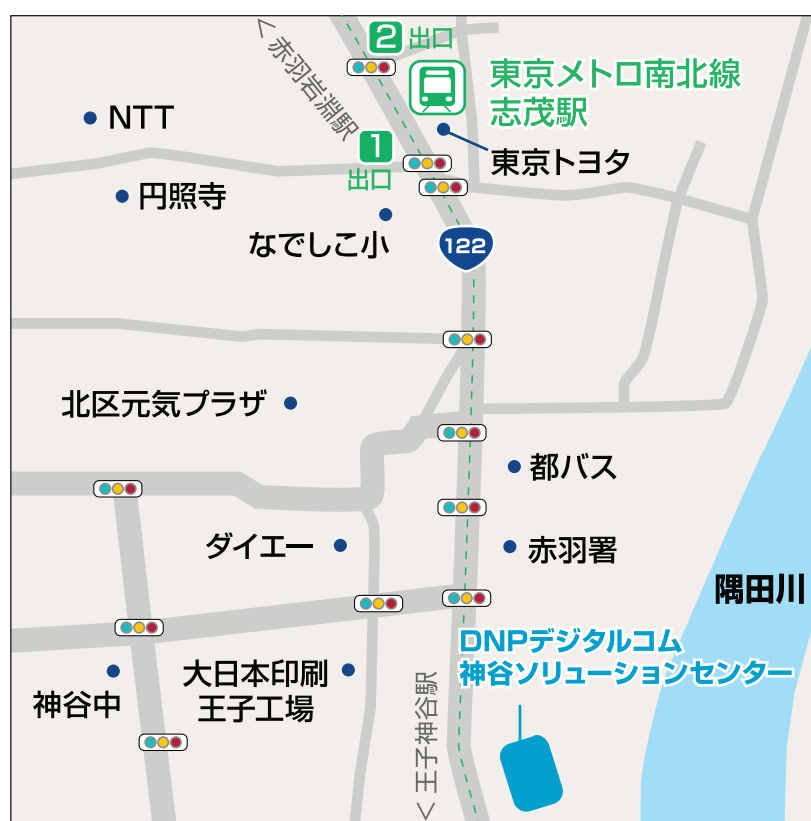 2 出口
< 赤羽岩淵駅
東京メトロ南北線
志茂駅
NTT
1
出口
東京トヨタ
円照寺
なでしこ小
122
北区元気プラザ
都バス
ダイエー
赤羽署
隅田川
DNPデジタルコム
神谷ソリューションセンター
大日本印刷
王子工場
神谷中
< 王子神谷駅